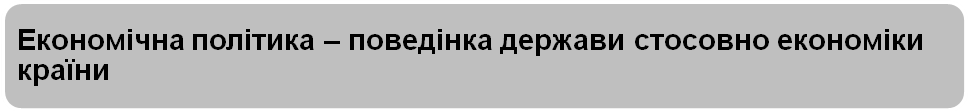 Економічна політика – поведінка держави стосовно економіки
країни